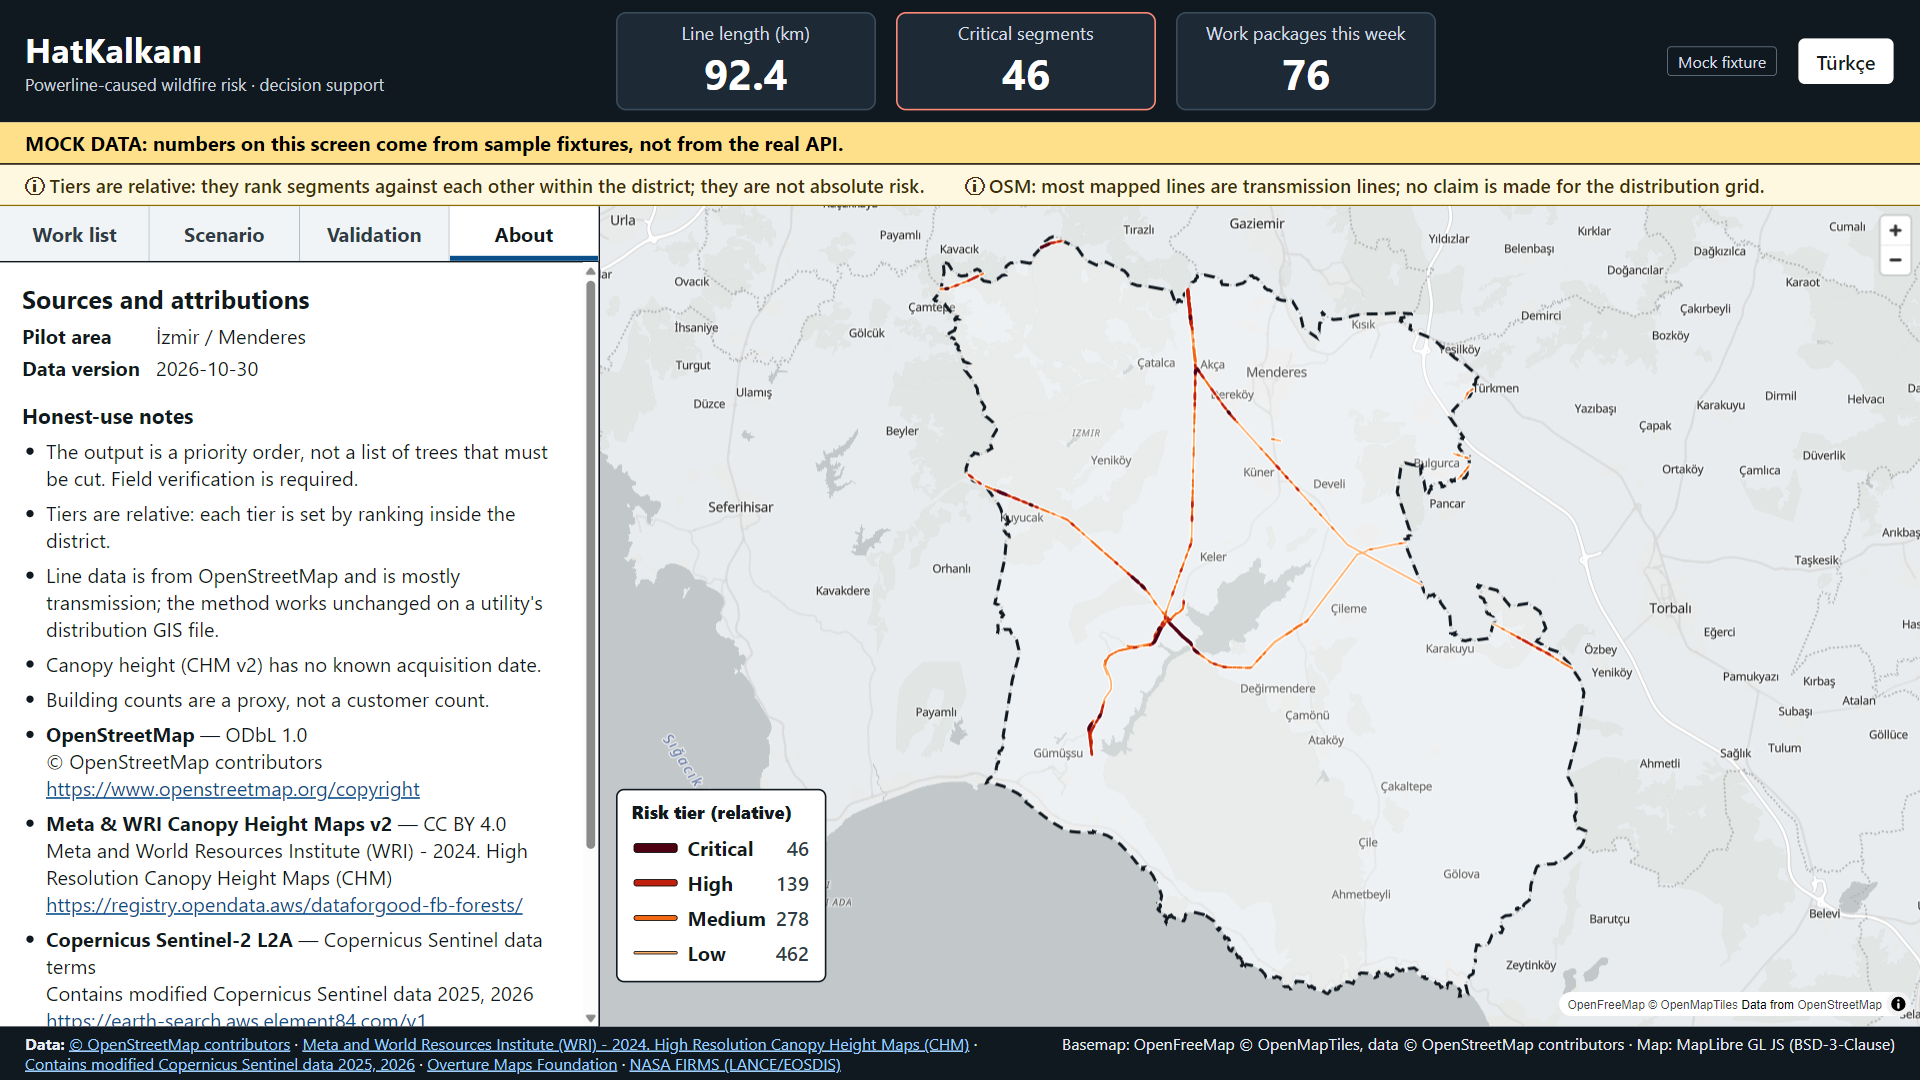 HatKalkanı
Powerline-caused wildfire risk · decision support
Line length (km)
92.4
Critical segments
46
Work packages this week
76
Mock fixture
Türkçe
MOCK DATA: numbers on this screen come from sample fixtures, not from the real API.
Tiers are relative: they rank segments against each other within the district; they are not absolute risk.
OSM: most mapped lines are transmission lines; no claim is made for the distribution grid.
Work list
Scenario
Validation
About
Sources and attributions
Pilot area İzmir / Menderes
Data version 2026-10-30
Honest-use notes
• The output is a priority order, not a list of trees that must
be cut. Field verification is required.
• Tiers are relative: each tier is set by ranking inside the
district.
• Line data is from OpenStreetMap and is mostly
transmission; the method works unchanged on a utility's
distribution GIS file.
• Canopy height (CHM v2) has no known acquisition date.
• Building counts are a proxy, not a customer count.
• OpenStreetMap — ODbL 1.0
© OpenStreetMap contributors
https://www.openstreetmap.org/copyright
• Meta & WRI Canopy Height Maps v2 — CC BY 4.0
Meta and World Resources Institute (WRI) - 2024. High
Resolution Canopy Height Maps (CHM)
https://registry.opendata.aws/dataforgood-fb-forests/
• Copernicus Sentinel-2 L2A — Copernicus Sentinel data
terms
Contains modified Copernicus Sentinel data 2025, 2026
https://earth-search.aws.element84.com/v1
Urla
Payamlı
Kavacık
Tırazlı
Gaziemir
Yıldızlar
Belenbaşı
Kırklar
Cumalı
Dağkızılca
Doğancılar
Karaot
Ovacık
Çamtepe
İhsaniye
Gölcük
Kısık
Demirci
Çakırbeyli
Bozköy
Yeşilköy
Turgut
Çatalca
Akça
Menderes
Türkmen
Ulamış
Düzce
Dereköy
Yazıbaşı
Karakuyu
Dirmil
Helvacı
Çapak
Beyler
IZMIR
Yeniköy
Küner
Develi
Bulgurca
Düverlik
Ortaköy
Çamlıca
Seferihisar
Kuyucak
Pancar
Orhanlı
Keler
Taşkesik
Kavakdere
Çileme
Torbalı
Eğerci
Karakuyu
Özbey
Yeniköy
Pamukyazı
Kırbaş
Atalan
Değirmendere
Payamlı
Çamönü
Subaşı
Ataköy
Göllüce
Sığacık
Gümüşsu
Sağlık
Tulum
Ahmetli
Çakaltepe
Çile
Gölova
Ahmetbeyli
Barutçu
Belevi
Zeytinköy
ADA
+
−
Risk tier (relative)
Critical 46
High 139
Medium 278
Low 462
OpenFreeMap © OpenMapTiles Data from OpenStreetMap
Data: © OpenStreetMap contributors · Meta and World Resources Institute (WRI) - 2024. High Resolution Canopy Height Maps (CHM) ·
Contains modified Copernicus Sentinel data 2025, 2026 · Overture Maps Foundation · NASA FIRMS (LANCE/EOSDIS)
Basemap: OpenFreeMap © OpenMapTiles, data © OpenStreetMap contributors · Map: MapLibre GL JS (BSD-3-Clause)